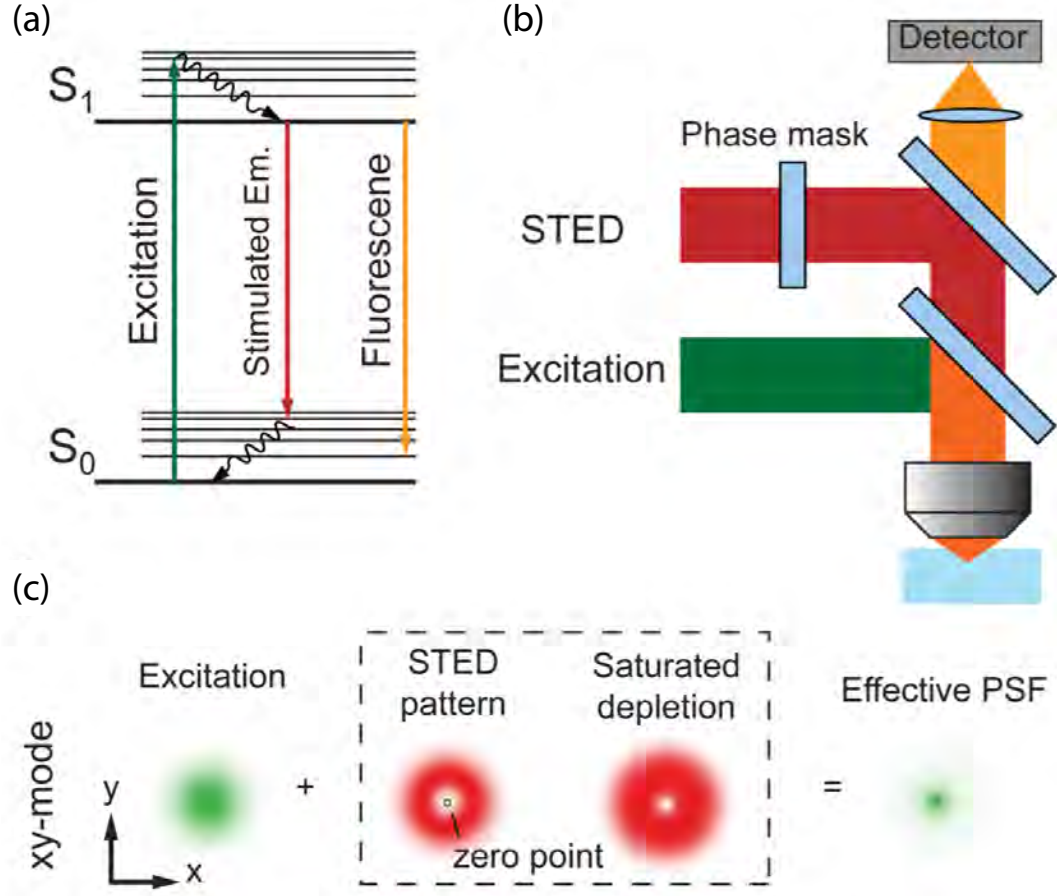 (a)
S1
Excitation
Stimulated Em.
Fluorescene
S0
(b)
Detector
Phase mask
STED
Excitation
(c)
xy-mode
y
x
Excitation
+
STED
pattern
zero point
Saturated
depletion
=
Effective PSF